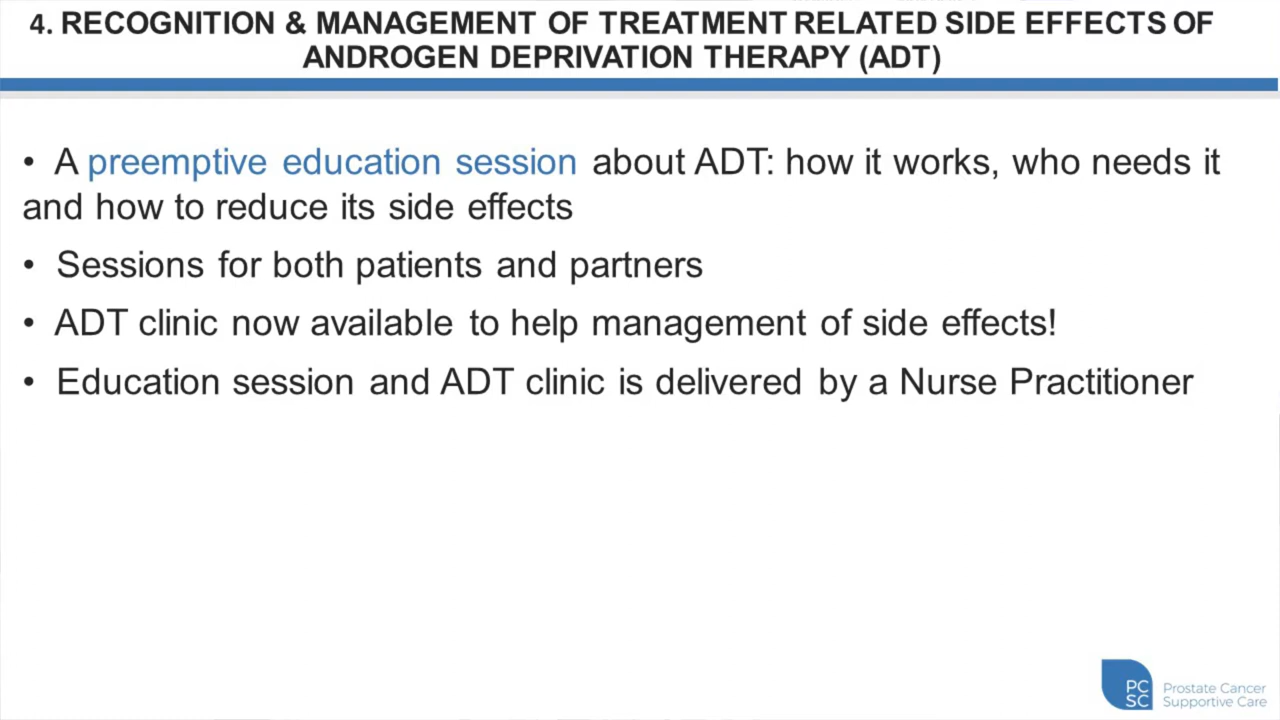 4. RECOGNITION & MANAGEMENT OF TREATMENT RELATED SIDE EFFECTS OF
ANDROGEN DEPRIVATION THERAPY (ADT)
• A preemptive education session about ADT: how it works, who needs it
and how to reduce its side effects
• Sessions for both patients and partners
• ADT clinic now available to help management of side effects!
• Education session and ADT clinic is delivered by a Nurse Practitioner
PC
SC
Prostate Cancer
Supportive Care